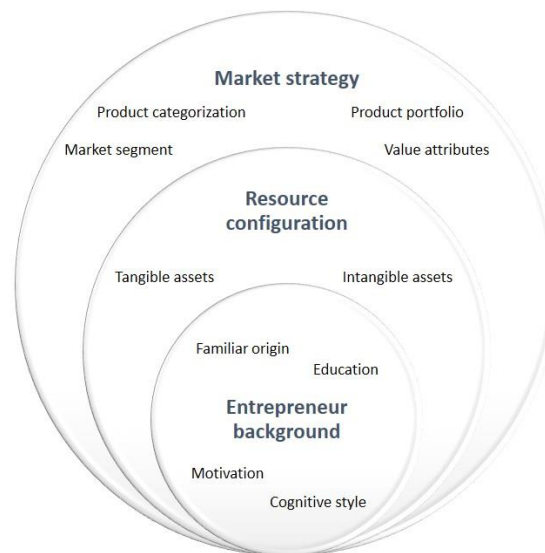 Market strategy
Product categorization
Product portfolio
Market segment
Value attributes
Resource
configuration
Tangible assets
Intangible assets
Familiar origin
Education
Entrepreneur
background
Motivation
Cognitive style